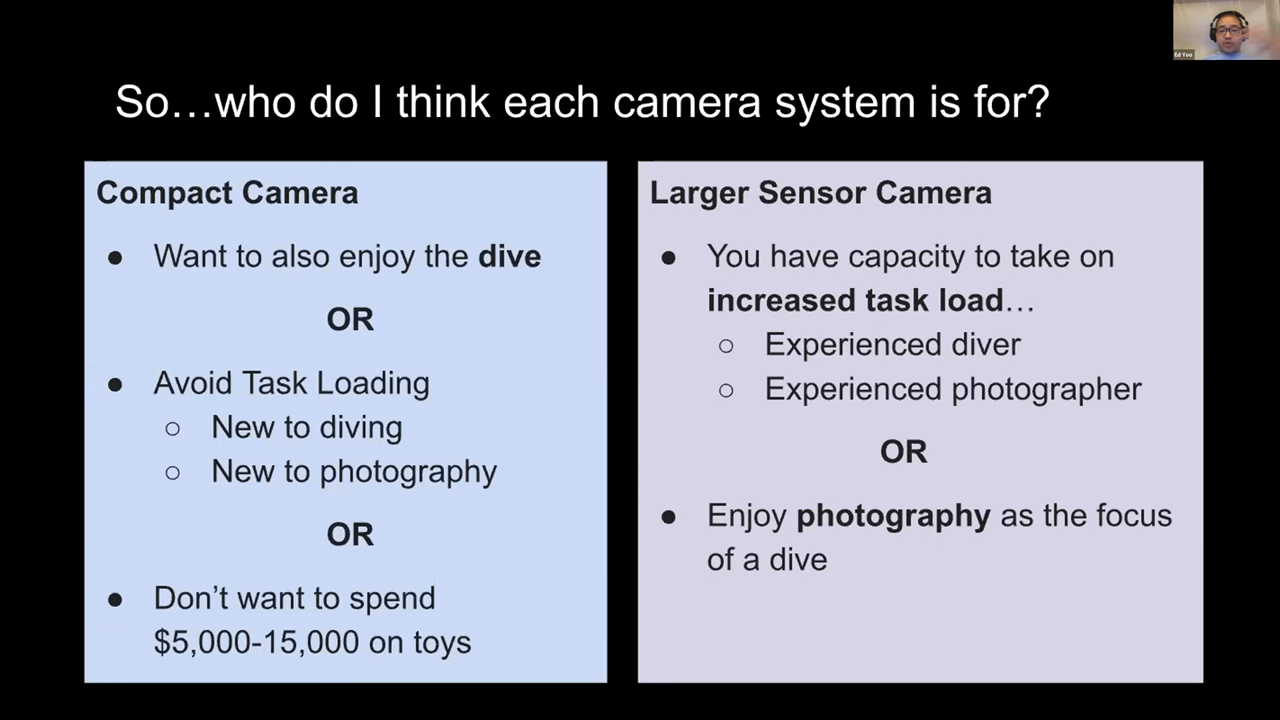 Ed Yoo
So…who do I think each camera system is for?
Compact Camera
● Want to also enjoy the dive
OR
● Avoid Task Loading
○ New to diving
○ New to photography
OR
● Don’t want to spend
$5,000-15,000 on toys
Larger Sensor Camera
● You have capacity to take on
increased task load…
○ Experienced diver
○ Experienced photographer
OR
● Enjoy photography as the focus
of a dive